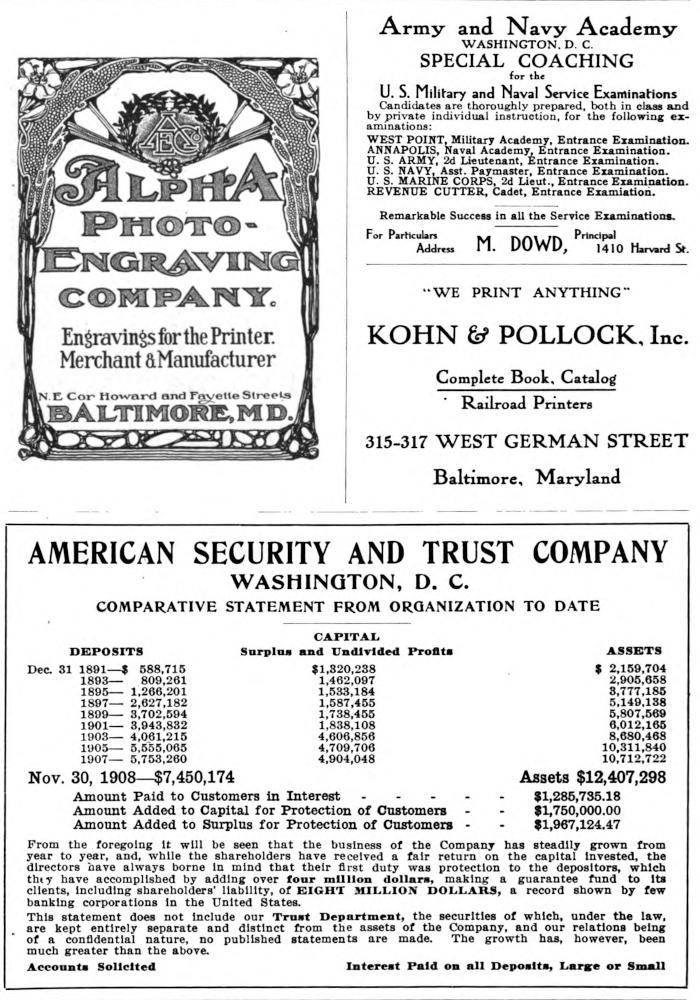 AECO
ALPHA
PHOTO-
ENGRAVING
COMPANY.
Engravings for the Printer.
Merchant & Manufacturer
N. E. Cor Howard and Fayette Streets
BALTIMORE, MD.
Army and Navy Academy
WASHINGTON, D. C.
SPECIAL COACHING
for the
U. S. Military and Naval Service Examinations
Candidates are thoroughly prepared, both in class and
by private individual instruction, for the following ex-
aminations:
WEST POINT, Military Academy, Entrance Examination.
ANNAPOLIS, Naval Academy, Entrance Examination.
U. S. ARMY, 2d Lieutenant, Entrance Examination.
U. S. NAVY, Asst. Paymaster, Entrance Examination.
U. S. MARINE CORPS, 2d Lieut., Entrance Examination.
REVENUE CUTTER, Cadet, Entrance Examiation.
Remarkable Success in all the Service Examinations.
For Particulars Address M. DOWD, Principal 1410 Harvard St.
"WE PRINT ANYTHING"
KOHN & POLLOCK, Inc.
Complete Book, Catalog
Railroad Printers
315-317 WEST GERMAN STREET
Baltimore, Maryland
AMERICAN SECURITY AND TRUST COMPANY
WASHINGTON, D. C.
COMPARATIVE STATEMENT FROM ORGANIZATION TO DATE
CAPITAL
DEPOSITS Surplus and Undivided Profits ASSETS
Dec. 31 1891—$ 588,715 $1,320,238 $ 2,159,704
1893— 809,261 1,462,097 2,905,658
1895— 1,266,201 1,533,184 3,777,185
1897— 2,627,182 1,587,455 5,149,138
1899— 3,702,594 1,738,455 5,807,569
1901— 3,943,832 1,838,108 6,012,165
1903— 4,061,215 4,606,856 8,680,468
1905— 5,555,065 4,709,706 10,311,840
1907— 5,753,260 4,904,048 10,712,722
Nov. 30, 1908—$7,450,174 Assets $12,407,298
Amount Paid to Customers in Interest - - - - - $1,285,735.18
Amount Added to Capital for Protection of Customers - - $1,750,000.00
Amount Added to Surplus for Protection of Customers - - $1,967,124.47
From the foregoing it will be seen that the business of the Company has steadily grown from
year to year, and, while the shareholders have received a fair return on the capital invested, the
directors have always borne in mind that their first duty was protection to the depositors, which
they have accomplished by adding over four million dollars, making a guarantee fund to its
clients, including shareholders' liability, of EIGHT MILLION DOLLARS, a record shown by few
banking corporations in the United States.
This statement does not include our Trust Department, the securities of which, under the law,
are kept entirely separate and distinct from the assets of the Company, and our relations being
of a confidential nature, no published statements are made. The growth has, however, been
much greater than the above.
Accounts Solicited Interest Paid on all Deposits, Large or Small